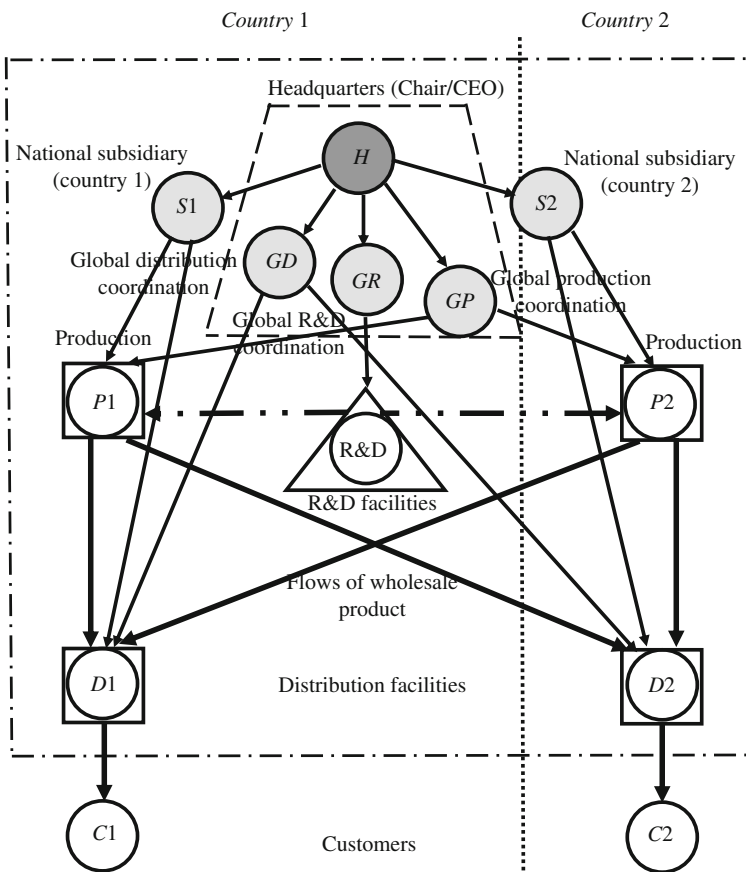 Country 1
Country 2
Headquarters (Chair/CEO)
H
National subsidiary
(country 1)
National subsidiary
(country 2)
S1
S2
Global distribution
coordination
GD
GR
GP
Global production
coordination
Global R&D
coordination
Production
Production
P1
P2
R&D
R&D facilities
Flows of wholesale
product
D1
Distribution facilities
D2
C1
Customers
C2